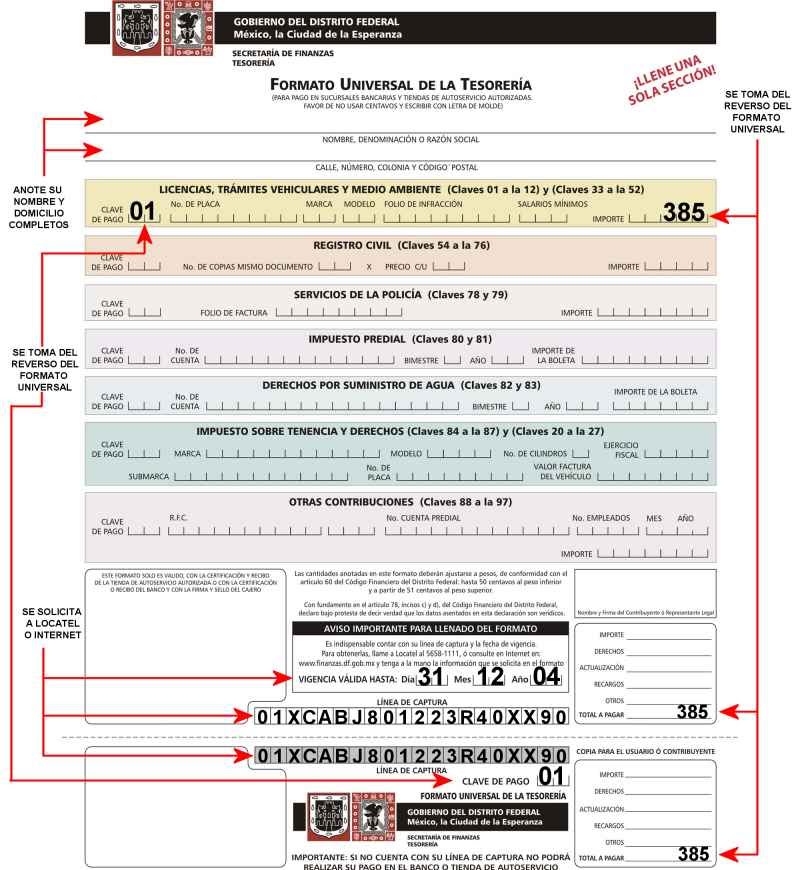 GOBIERNO DEL DISTRITO FEDERAL
México, la Ciudad de la Esperanza
SECRETARÍA DE FINANZAS
TESORERÍA
FORMATO UNIVERSAL DE LA TESORERÍA
(PARA PAGO EN SUCURSALES BANCARIAS Y TIENDAS DE AUTOSERVICIO AUTORIZADAS.
FAVOR DE NO USAR CENTAVOS Y ESCRIBIR CON LETRA DE MOLDE)
¡LLENE UNA
SOLA SECCIÓN!
SE TOMA DEL
REVERSO DEL
FORMATO
UNIVERSAL
NOMBRE, DENOMINACIÓN O RAZÓN SOCIAL
CALLE, NÚMERO, COLONIA Y CÓDIGO POSTAL
ANOTE SU
NOMBRE Y
DOMICILIO
COMPLETOS
LICENCIAS, TRÁMITES VEHICULARES Y MEDIO AMBIENTE (Claves 01 a la 12) y (Claves 33 a la 52)
CLAVE
DE PAGO 01 No. DE PLACA MARCA MODELO FOLIO DE INFRACCIÓN SALARIOS MÍNIMOS IMPORTE 385
REGISTRO CIVIL (Claves 54 a la 76)
CLAVE
DE PAGO No. DE COPIAS MISMO DOCUMENTO X PRECIO C/U IMPORTE
SERVICIOS DE LA POLICÍA (Claves 78 y 79)
CLAVE
DE PAGO FOLIO DE FACTURA IMPORTE
SE TOMA DEL
REVERSO DEL
FORMATO
UNIVERSAL
IMPUESTO PREDIAL (Claves 80 y 81)
CLAVE
DE PAGO No. DE
CUENTA BIMESTRE AÑO IMPORTE DE
LA BOLETA
DERECHOS POR SUMINISTRO DE AGUA (Claves 82 y 83)
CLAVE
DE PAGO No. DE
CUENTA BIMESTRE AÑO IMPORTE DE LA BOLETA
IMPUESTO SOBRE TENENCIA Y DERECHOS (Claves 84 a la 87) y (Claves 20 a la 27)
CLAVE
DE PAGO MARCA MODELO No. DE CILINDROS EJERCICIO
FISCAL
SUBMARCA No. DE
PLACA VALOR FACTURA
DEL VEHÍCULO
OTRAS CONTRIBUCIONES (Claves 88 a la 97)
CLAVE
DE PAGO R.F.C. No. CUENTA PREDIAL No. EMPLEADOS MES AÑO
IMPORTE
ESTE FORMATO SOLO ES VALIDO, CON LA CERTIFICACIÓN Y RECIBO
DE LA TIENDA DE AUTOSERVICIO AUTORIZADA O CON LA CERTIFICACIÓN
O RECIBO DEL BANCO Y CON LA FIRMA Y SELLO DEL CAJERO
Las cantidades anotadas en este formato deberán ajustarse a pesos, de conformidad con el
artículo 60 del Código Financiero del Distrito Federal: hasta 50 centavos al peso inferior
y a partir de 51 centavos al peso superior.
Con fundamento en el artículo 78, incnos c) y d), del Código Financiero del Distrito Federal,
declaro bajo protesta de decir verdad que los datos asentados en esta declaración son verídicos.
Nombre y Firma del Contribuyente ó Representante Legal
SE SOLICITA
A LOCATEL
O INTERNET
AVISO IMPORTANTE PARA LLENADO DEL FORMATO
Es indispensable contar con su línea de captura y la fecha de vigencia.
Para obtenerlas, llame a Locatel al 5658-1111, ó consulte en Internet en:
www.finanzas.df.gob.mx y tenga a la mano la información que se solicita en el formato
VIGENCIA VÁLIDA HASTA: Día 31 Mes 12 Año 04
IMPORTE
DERECHOS
ACTUALIZACIÓN
RECARGOS
OTROS
TOTAL A PAGAR 385
LÍNEA DE CAPTURA
01XCABJ801223R40XX90
01XCABJ801223R40XX90
LÍNEA DE CAPTURA
CLAVE DE PAGO 01
COPIA PARA EL USUARIO Ó CONTRIBUYENTE
IMPORTE
DERECHOS
ACTUALIZACIÓN
RECARGOS
OTROS
TOTAL A PAGAR 385
FORMATO UNIVERSAL DE LA TESORERÍA
GOBIERNO DEL DISTRITO FEDERAL
México, la Ciudad de la Esperanza
SECRETARÍA DE FINANZAS
TESORERÍA
IMPORTANTE: SI NO CUENTA CON SU LÍNEA DE CAPTURA NO PODRÁ
REALIZAR SU PAGO EN EL BANCO O TIENDA DE AUTOSERVICIO